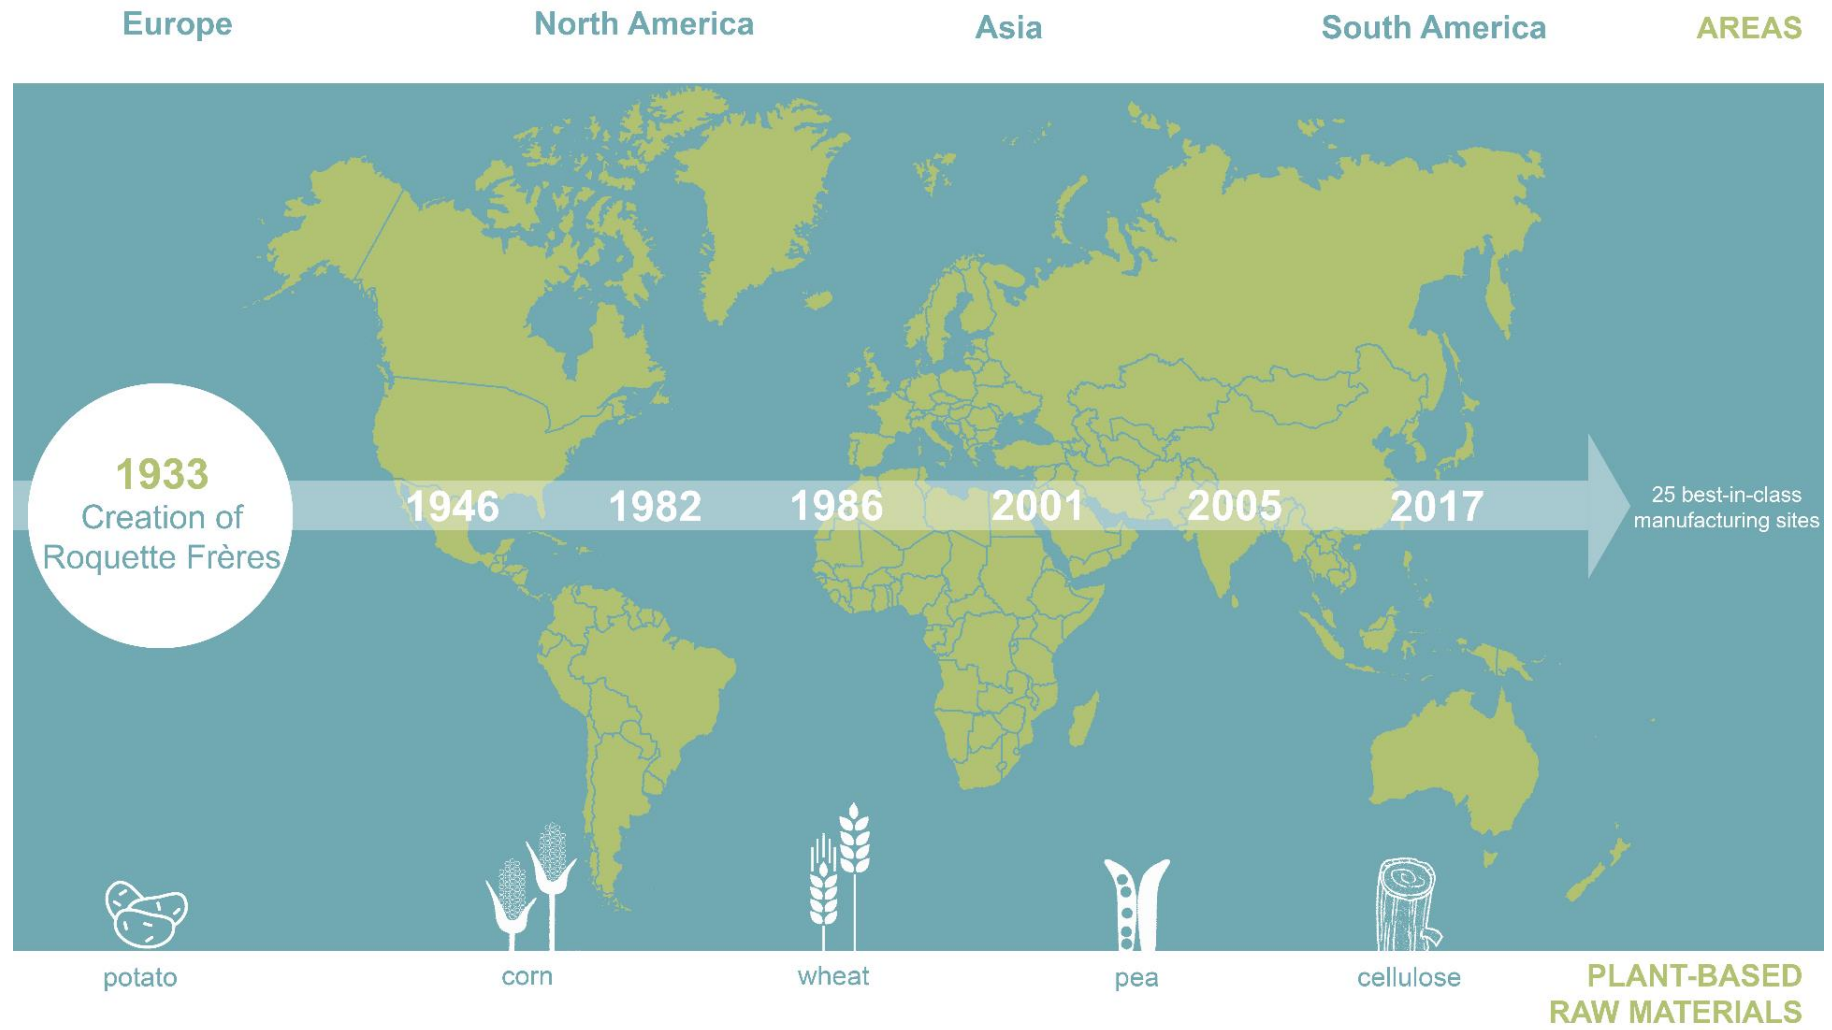 Europe
North America
Asia
South America
AREAS
1933
Creation of
Roquette Frères
1946
1982
1986
2001
2005
2017
25 best-in-class
manufacturing sites
potato
corn
wheat
pea
cellulose
PLANT-BASED
RAW MATERIALS